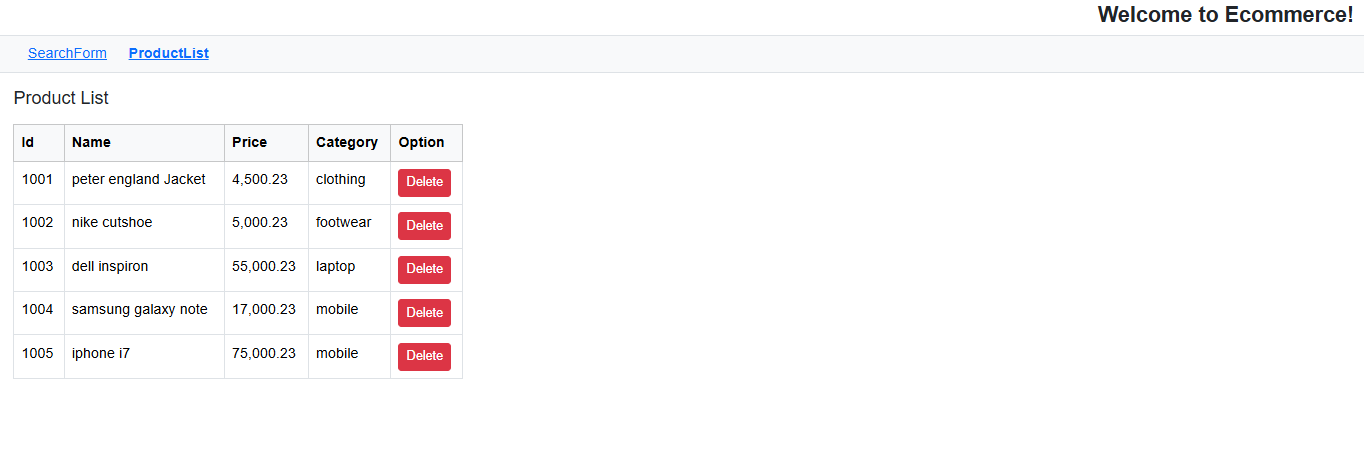 Welcome to Ecommerce!
SearchForm ProductList
Product List
Id Name Price Category Option
1001 peter england Jacket 4,500.23 clothing Delete
1002 nike cutshoe 5,000.23 footwear Delete
1003 dell inspiron 55,000.23 laptop Delete
1004 samsung galaxy note 17,000.23 mobile Delete
1005 iphone i7 75,000.23 mobile Delete